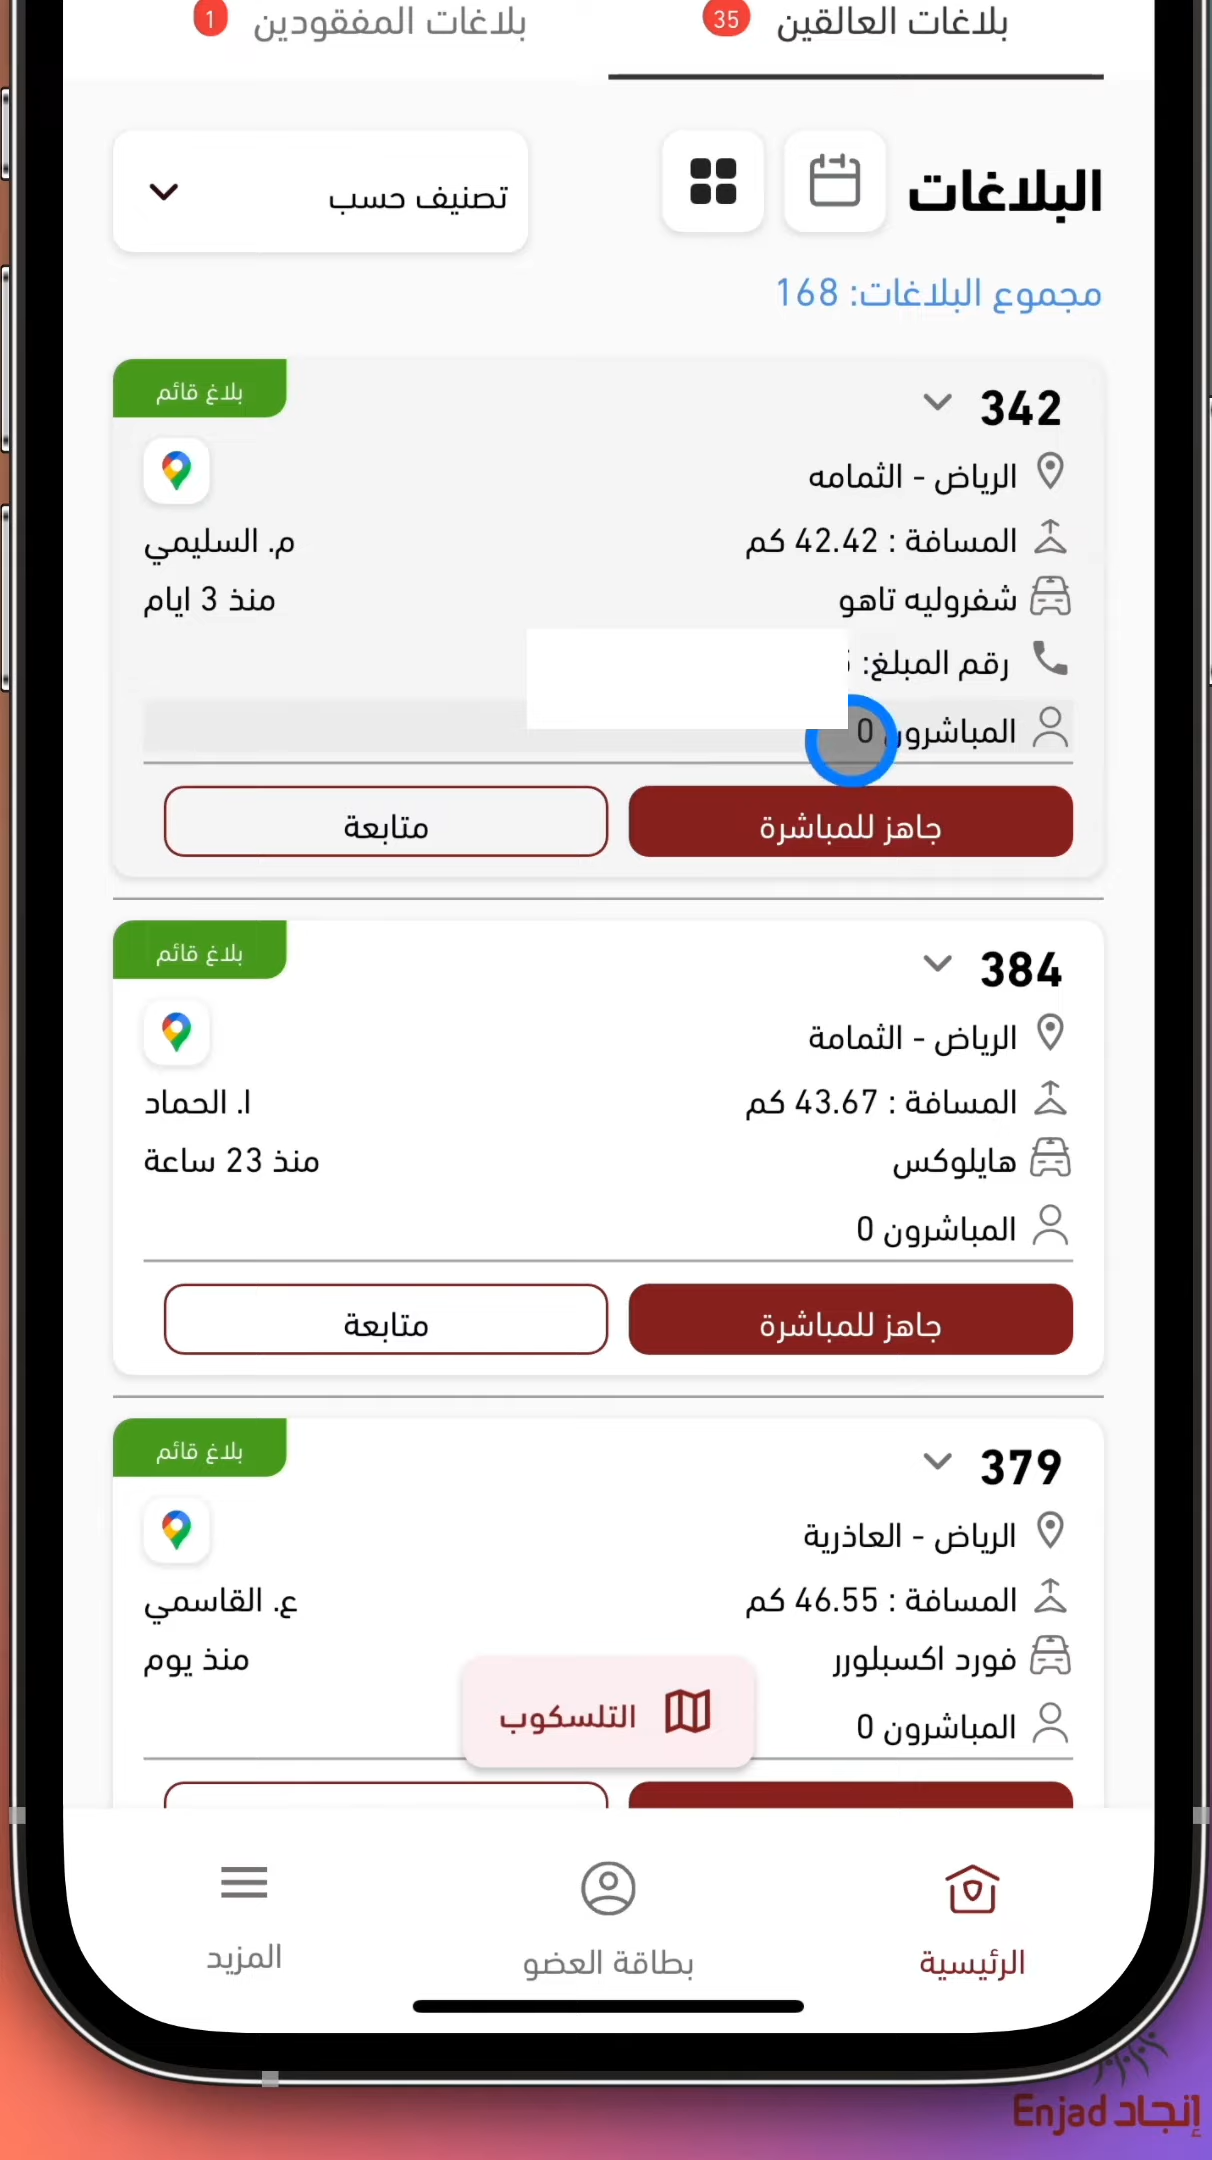 بلاغات العالقين 35
بلاغات المفقودين 1
البلاغات
تصنيف حسب
مجموع البلاغات: 168
342
بلاغ قائم
الرياض - الثمامه
المسافة : 42.42 كم
م. السليمي
شفروليه تاهو
منذ 3 ايام
رقم المبلغ:
المباشرون 0
جاهز للمباشرة
متابعة
384
بلاغ قائم
الرياض - الثمامة
المسافة : 43.67 كم
ا. الحماد
هايلوكس
منذ 23 ساعة
المباشرون 0
جاهز للمباشرة
متابعة
379
بلاغ قائم
الرياض - العاذرية
المسافة : 46.55 كم
ع. القاسمي
فورد اكسبلورر
منذ يوم
المباشرون 0
التلسكوب
الرئيسية
بطاقة العضو
المزيد
إنجاد Enjad